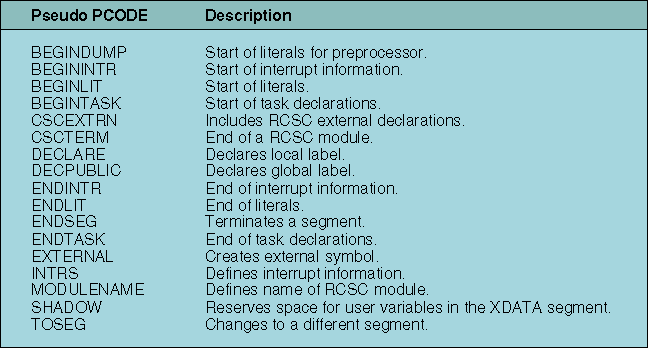 Pseudo PCODE Description
BEGINDUMP Start of literals for preprocessor.
BEGININTR Start of interrupt information.
BEGINLIT Start of literals.
BEGINTASK Start of task declarations.
CSCEXTRN Includes RCSC external declarations.
CSCTERM End of a RCSC module.
DECLARE Declares local label.
DECPUBLIC Declares global label.
ENDINTR End of interrupt information.
ENDLIT End of literals.
ENDSEG Terminates a segment.
ENDTASK End of task declarations.
EXTERNAL Creates external symbol.
INTRS Defines interrupt information.
MODULENAME Defines name of RCSC module.
SHADOW Reserves space for user variables in the XDATA segment.
TOSEG Changes to a different segment.